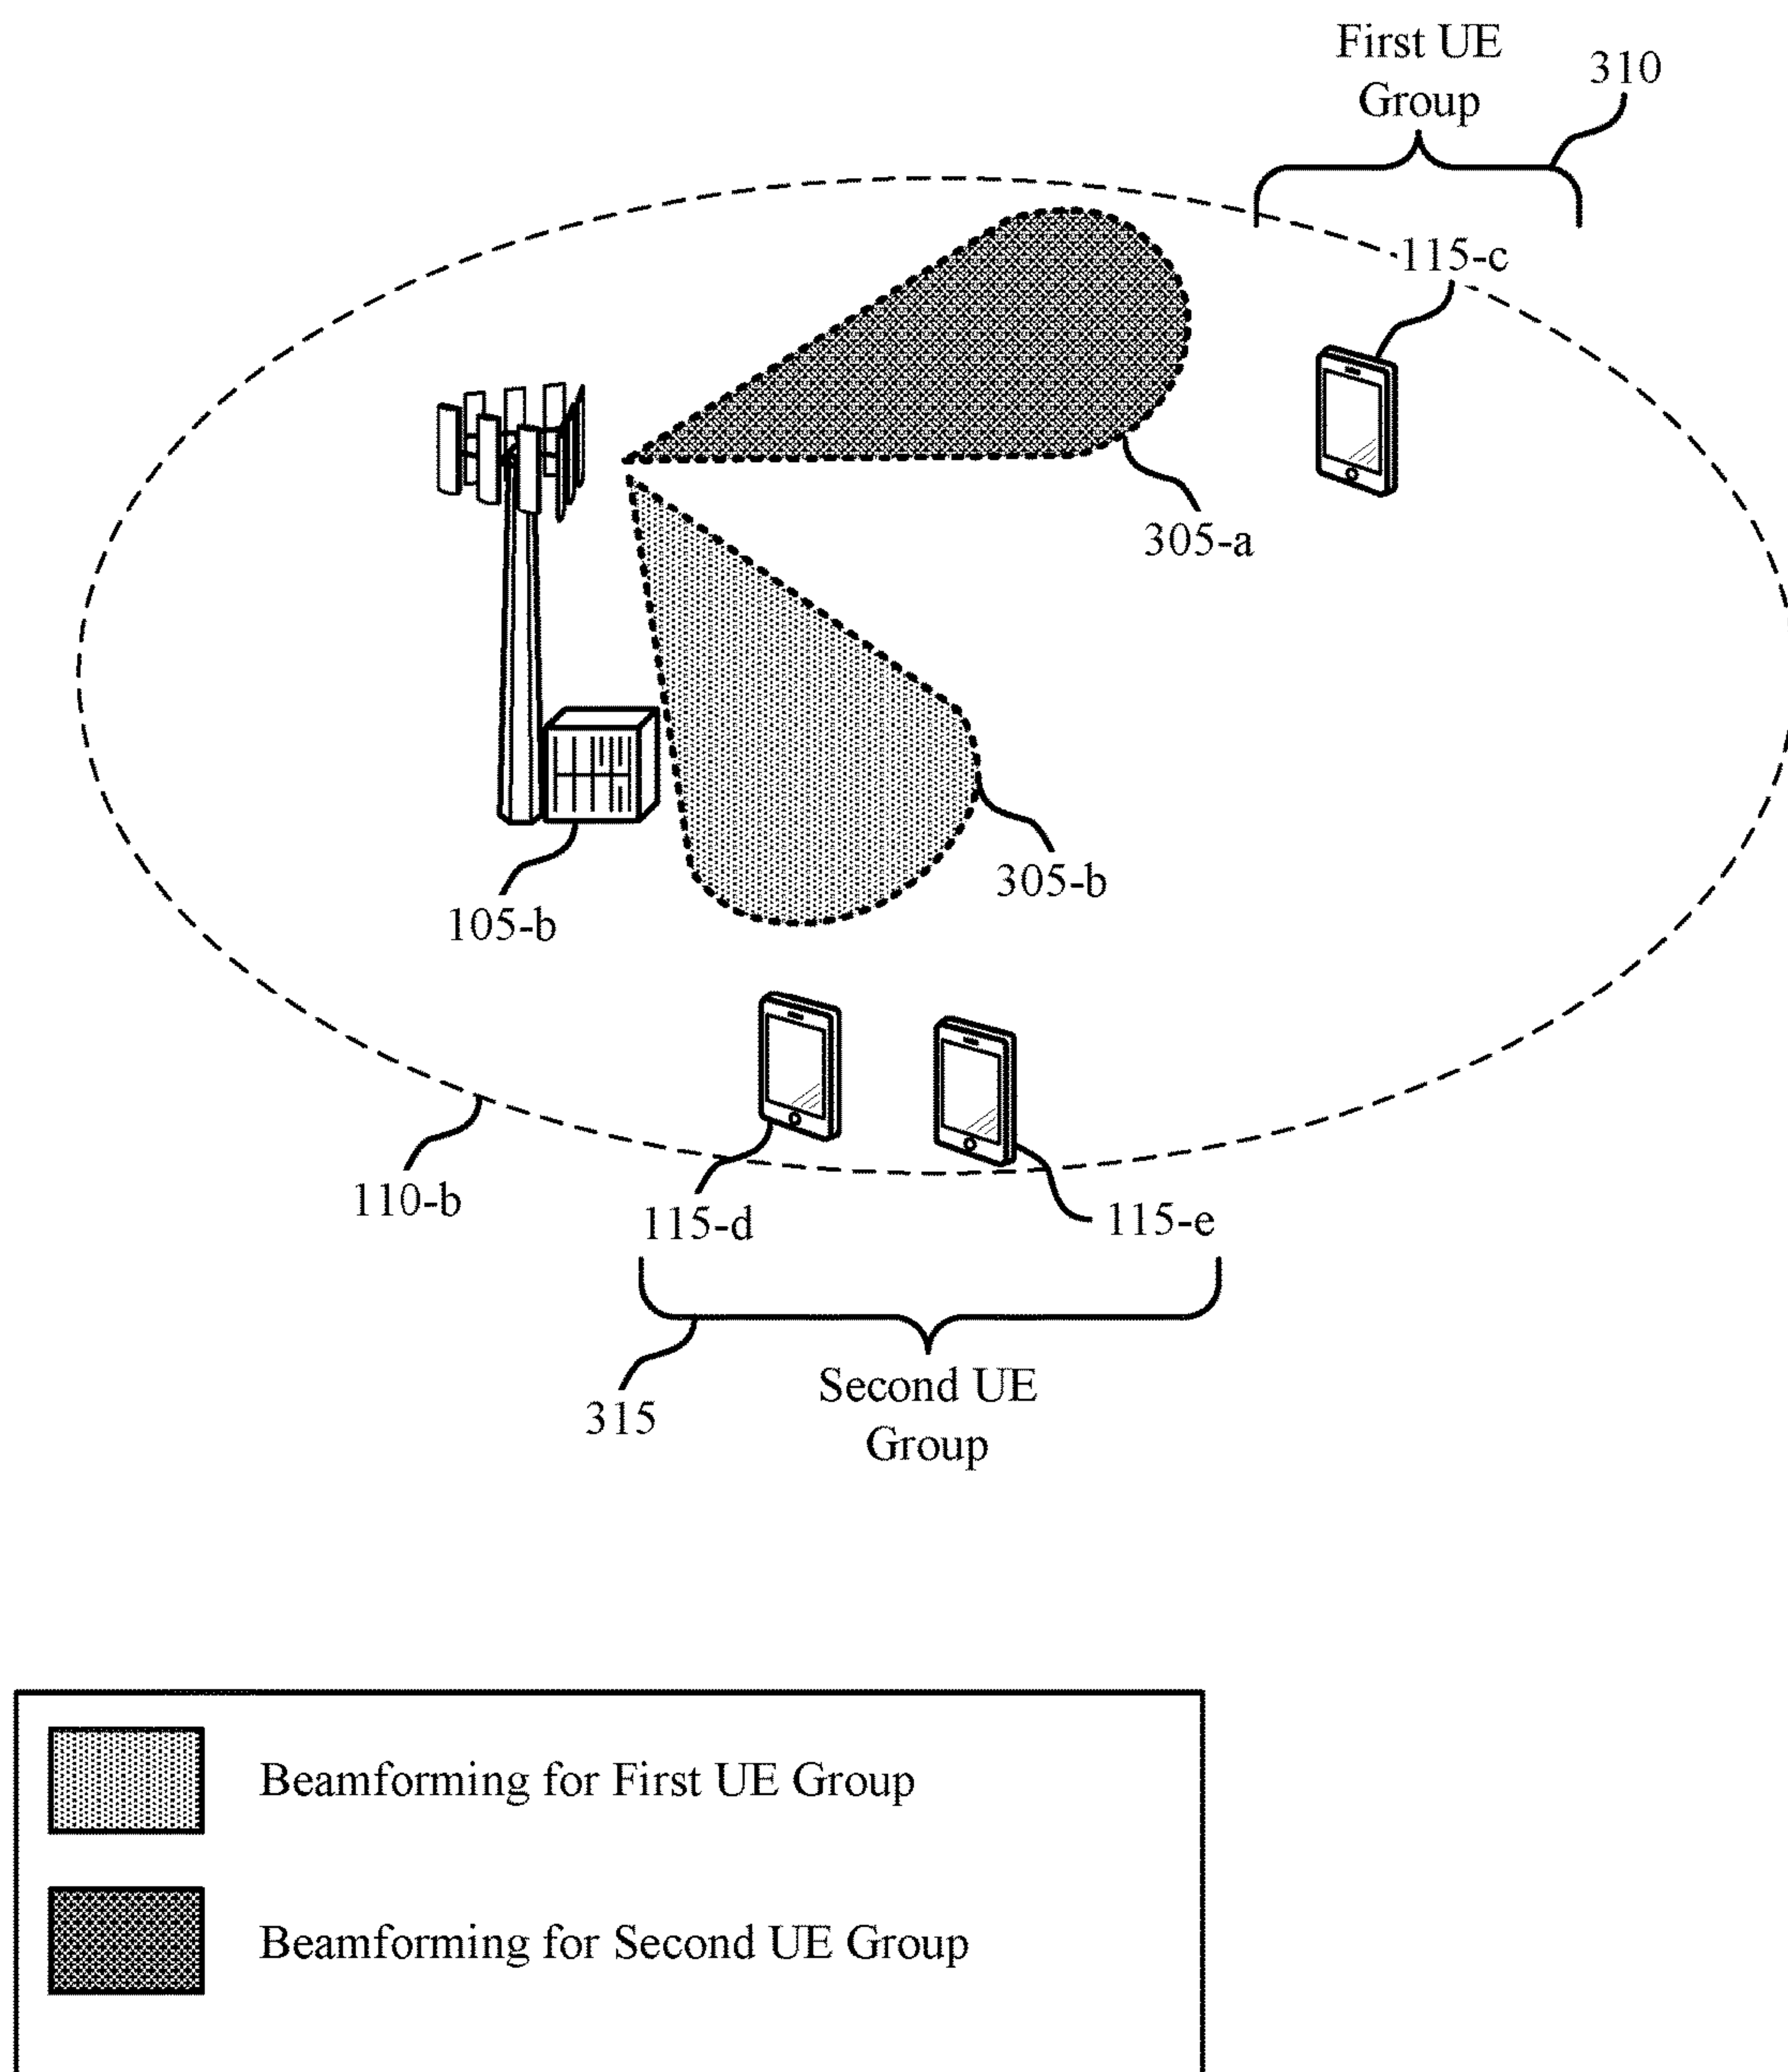 First UE
Group
310
115-c
305-a
305-b
105-b
110-b
115-d
115-e
315
Second UE
Group
Beamforming for First UE Group
Beamforming for Second UE Group